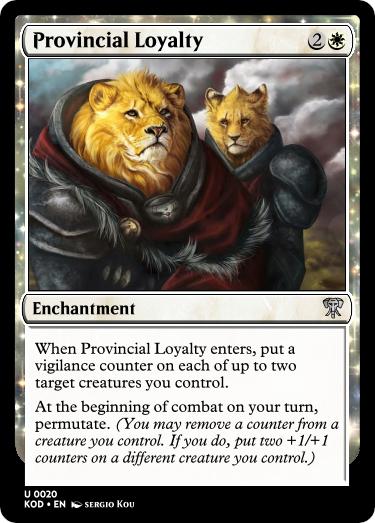 Provincial Loyalty 2
Enchantment
When Provincial Loyalty enters, put a
vigilance counter on each of up to two
target creatures you control.
At the beginning of combat on your turn,
permutate. (You may remove a counter from a
creature you control. If you do, put two +1/+1
counters on a different creature you control.)
U 0020
KOD • EN SERGIO KOU